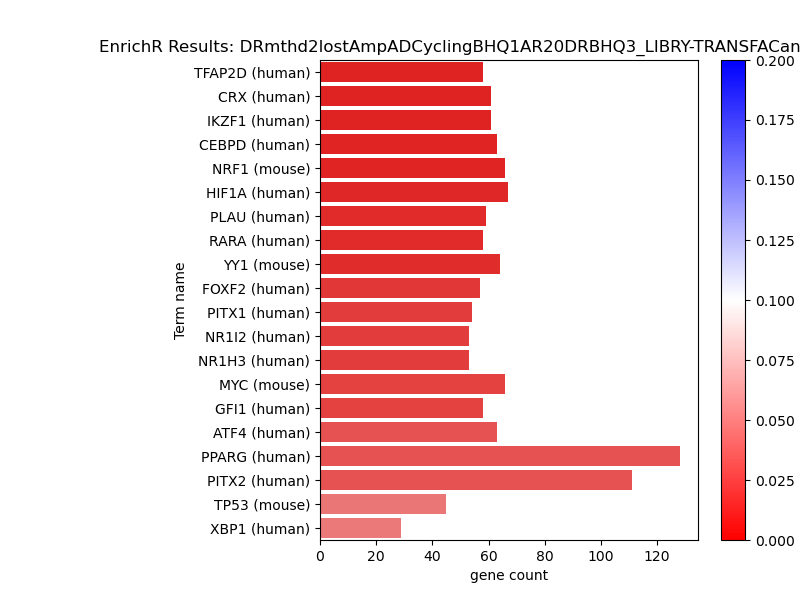 EnrichR Results: DRmthd2lostAmpADCyclingBHQ1AR20DRBHQ3_LIBRY-TRANSFACan
TFAP2D (human)
CRX (human)
IKZF1 (human)
CEBPD (human)
NRF1 (mouse)
HIF1A (human)
PLAU (human)
RARA (human)
YY1 (mouse)
FOXF2 (human)
PITX1 (human)
NR1I2 (human)
NR1H3 (human)
MYC (mouse)
GFI1 (human)
ATF4 (human)
PPARG (human)
PITX2 (human)
TP53 (mouse)
XBP1 (human)
Term name
0 20 40 60 80 100 120
gene count
0.200
0.175
0.150
0.125
0.100
0.075
0.050
0.025
0.000